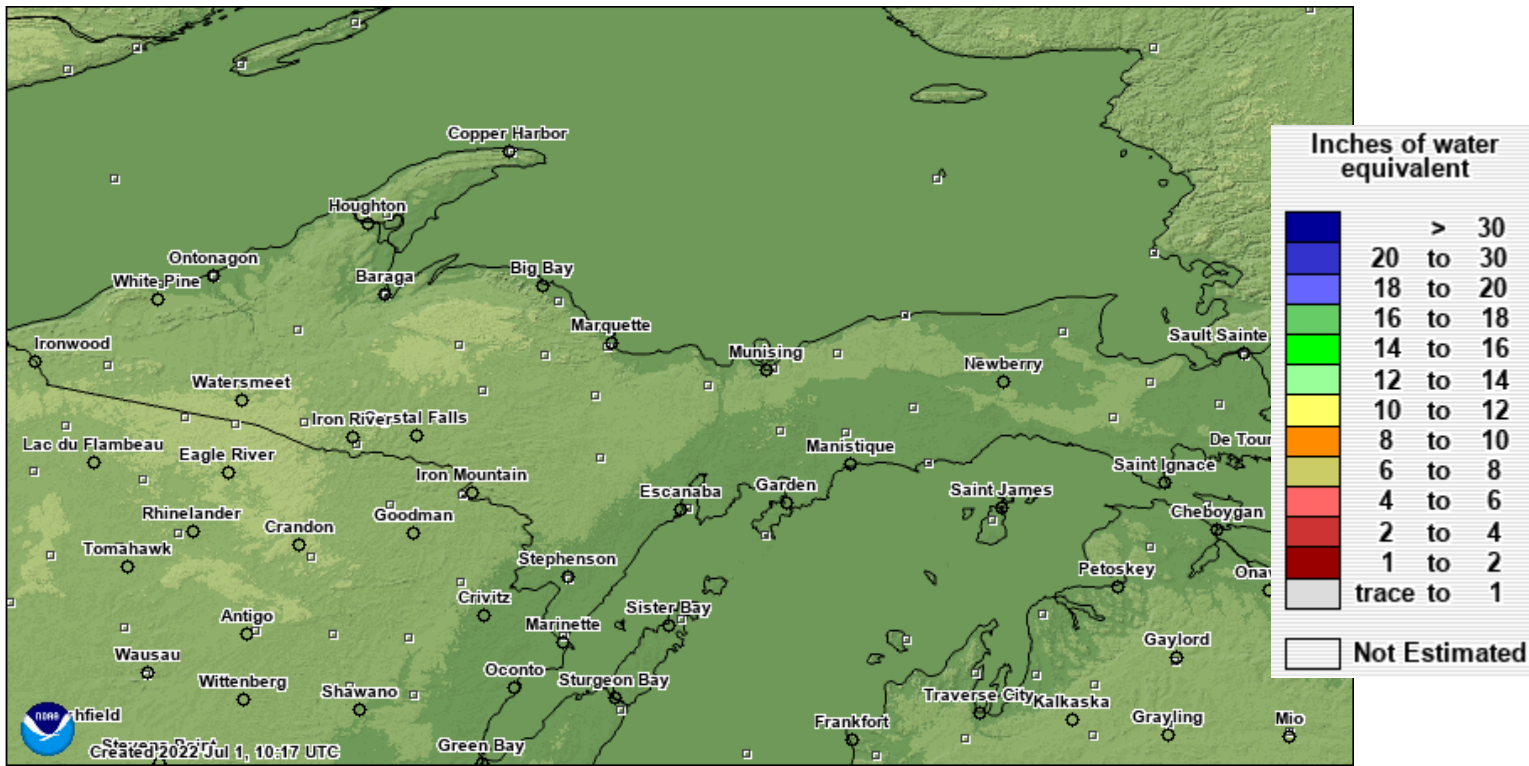 Copper Harbor
Houghton
Ontonagon
White Pine
Baraga
Big Bay
Marquette
Munising
Ironwood
Sault Sainte
Newberry
Watersmeet
Iron River
stal Falls
Lac du Flambeau
Eagle River
Manistique
De Tour
Iron Mountain
Saint Ignace
Escanaba
Garden
Saint James
Rhinelander
Crandon
Goodman
Cheboygan
Tomahawk
Stephenson
Petoskey
Crivitz
Sister Bay
Antigo
Marinette
Gaylord
Wausau
Wittenberg
Shawano
Oconto
Sturgeon Bay
Traverse City
Kalkaska
Grayling
Mio
Frankfort
noaa
shfield
Green Bay
Created 2022 Jul 1, 10:17 UTC
Inches of water
equivalent
> 30
20 to 30
18 to 20
16 to 18
14 to 16
12 to 14
10 to 12
8 to 10
6 to 8
4 to 6
2 to 4
1 to 2
trace to 1
Not Estimated